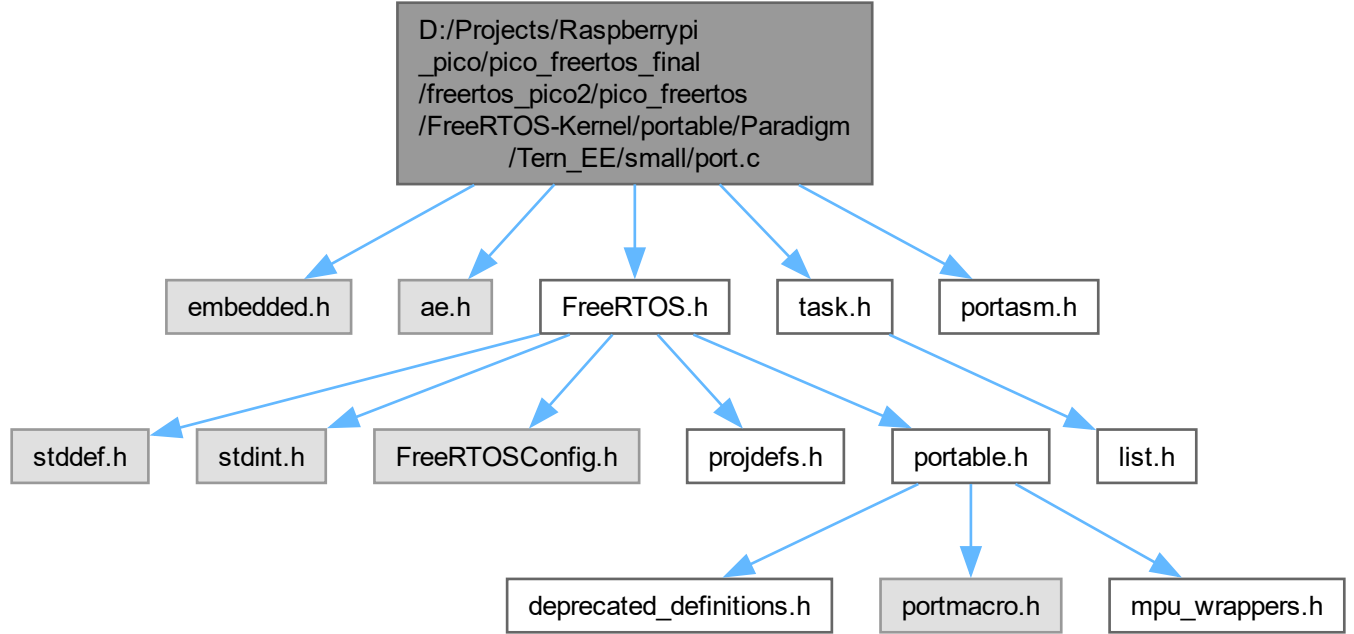 D:/Projects/Raspberrypi
_pico/pico_freertos_final
/freertos_pico2/pico_freertos
/FreeRTOS-Kernel/portable/Paradigm
/Tern_EE/small/port.c
embedded.h
ae.h
FreeRTOS.h
task.h
portasm.h
stddef.h
stdint.h
FreeRTOSConfig.h
projdefs.h
portable.h
list.h
deprecated_definitions.h
portmacro.h
mpu_wrappers.h